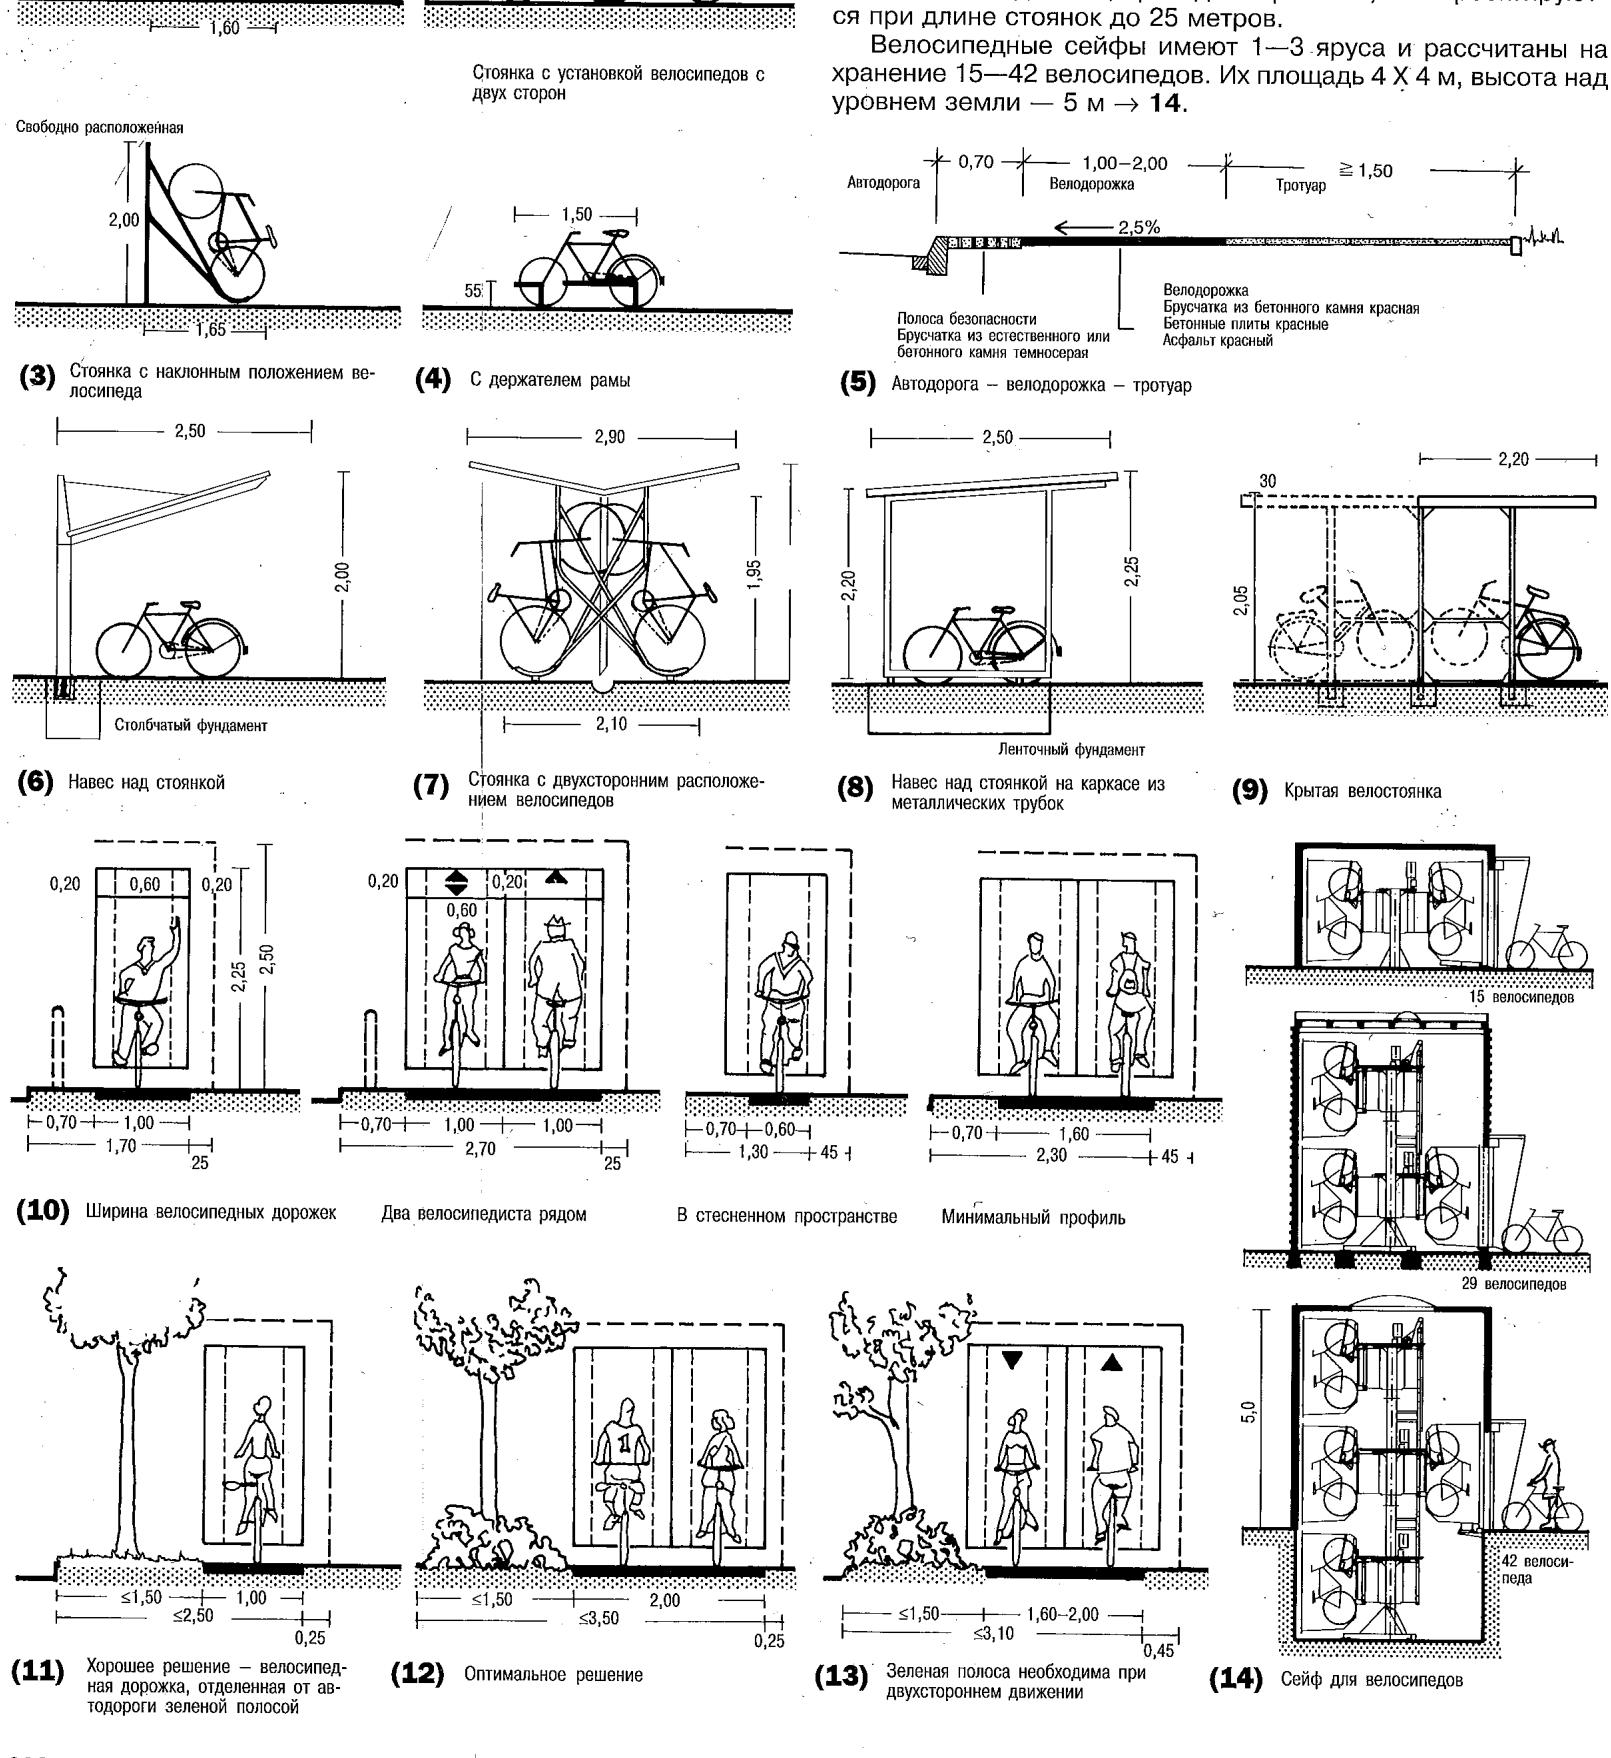 1,60
Стоянка с установкой велосипедов с
двух сторон
ся при длине стоянок до 25 метров.
Велосипедные сейфы имеют 1—3 яруса и рассчитаны на
хранение 15—42 велосипедов. Их площадь 4 X 4 м, высота над
уровнем земли — 5 м → 14.
Свободно расположенная
2,00
1,65
(3) Стоянка с наклонным положением ве-
лосипеда
1,50
55
(4) С держателем рамы
0,70 1,00–2,00 ≧ 1,50
Автодорога Велодорожка Тротуар
2,5%
Полоса безопасности
Брусчатка из естественного или
бетонного камня темносерая
Велодорожка
Брусчатка из бетонного камня красная
Бетонные плиты красные
Асфальт красный
(5) Автодорога – велодорожка – тротуар
2,50
2,00
Столбчатый фундамент
(6) Навес над стоянкой
2,90
1,95
2,10
(7) Стоянка с двухсторонним расположе-
нием велосипедов
2,50
2,20
2,25
Ленточный фундамент
(8) Навес над стоянкой на каркасе из
металлических трубок
2,20
30
2,05
(9) Крытая велостоянка
0,20 0,60 0,20
2,25
2,50
0,70 1,00
1,70
25
0,20 0,20
0,60
0,70 1,00 1,00
2,70
25
0,70 0,60
1,30 45
0,70 1,60
2,30 45
(10) Ширина велосипедных дорожек
Два велосипедиста рядом
В стесненном пространстве
Минимальный профиль
15 велосипедов
29 велосипедов
5,0
42 велоси-
педа
≤1,50 1,00
≤2,50
0,25
(11) Хорошее решение – велосипед-
ная дорожка, отделенная от ав-
тодороги зеленой полосой
1
≤1,50 2,00
≤3,50
0,25
(12) Оптимальное решение
≤1,50 1,60–2,00
≤3,10
0,45
(13) Зеленая полоса необходима при
двухстороннем движении
(14) Сейф для велосипедов